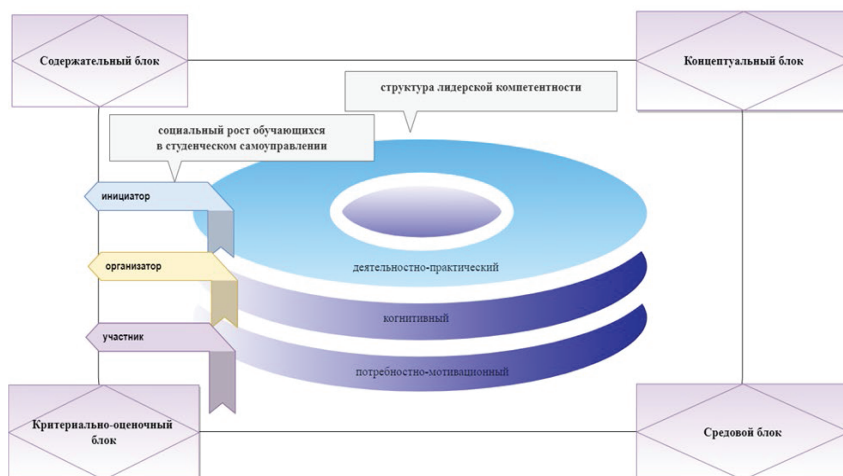 Содержательный блок
Концептуальный блок
структура лидерской компетентности
социальный рост обучающихся
в студенческом самоуправлении
инициатор
организатор
участник
деятельностно-практический
когнитивный
потребностно-мотивационный
Критериально-оценочный
блок
Средовой блок